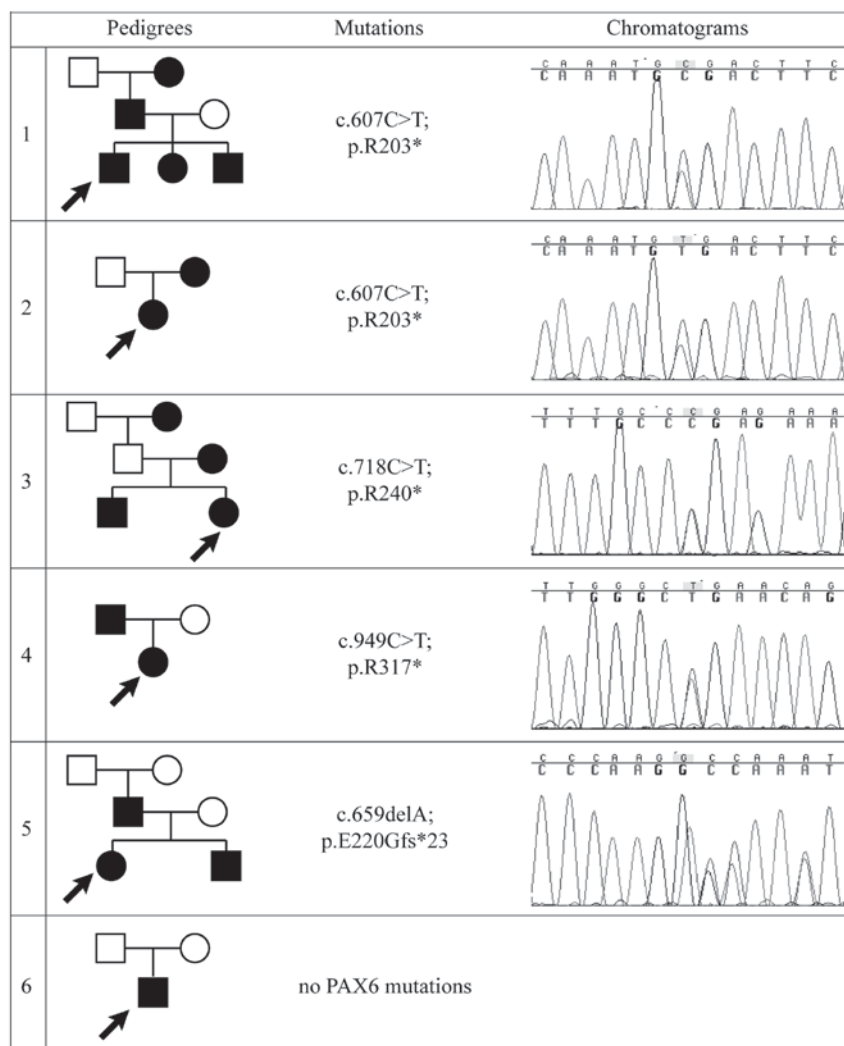 Pedigrees Mutations Chromatograms
C A A A T G C G A C T T C
C A A A T G C G A C T T C
1
c.607C>T;
p.R203*
C A A A T G T G A C T T C
C A A A T G T G A C T T C
2
c.607C>T;
p.R203*
T T T G C C C G A G A A A
T T T G C C C G A G A A A
3
c.718C>T;
p.R240*
T T G G G C T G A A C A G
T T G G G C T G A A C A G
4
c.949C>T;
p.R317*
C C C A A G G C C A A A T
C C C A A G G C C A A A T
5
c.659delA;
p.E220Gfs*23
6
no PAX6 mutations